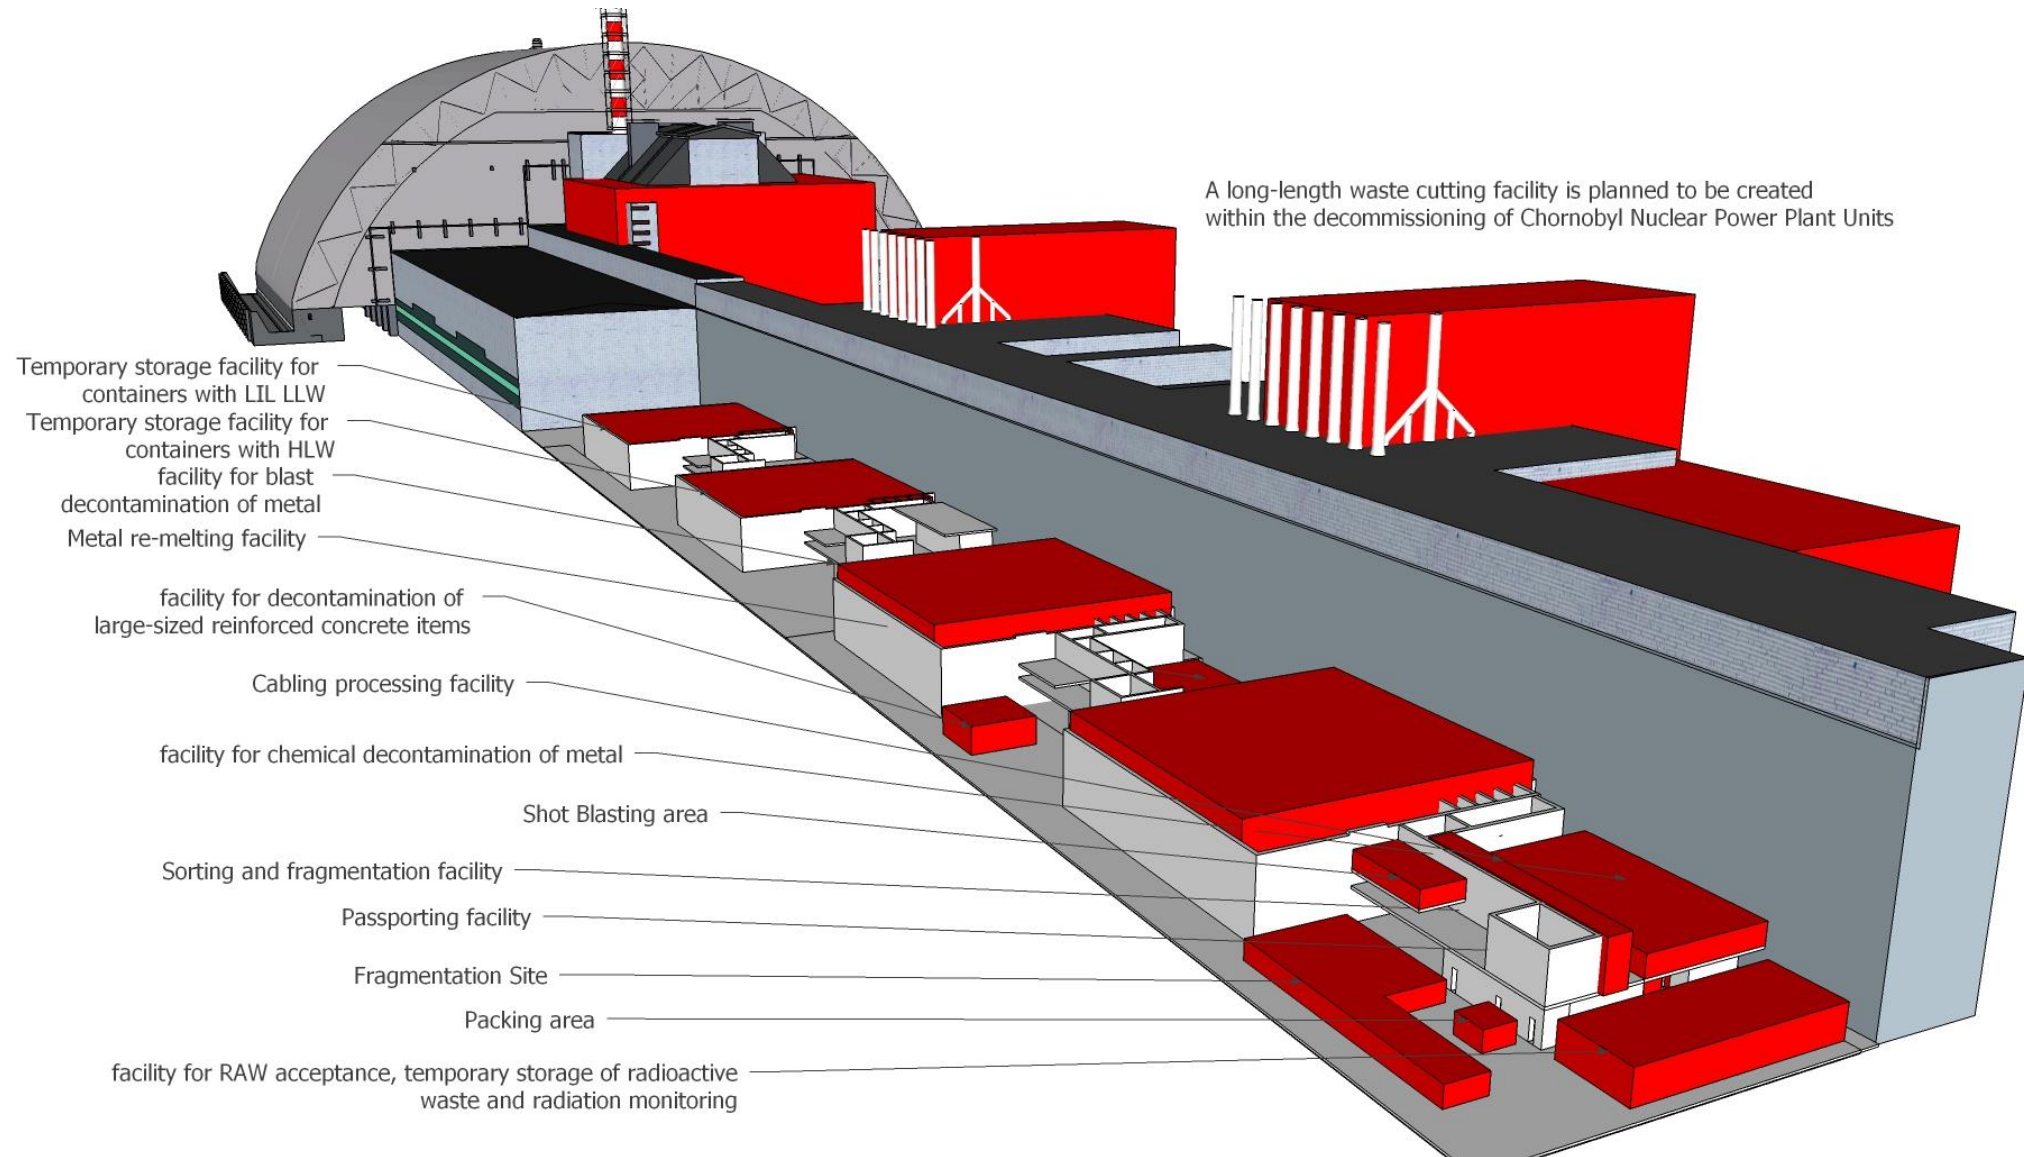 A long-length waste cutting facility is planned to be created
within the decommissioning of Chornobyl Nuclear Power Plant Units
Temporary storage facility for
containers with LIL LLW
Temporary storage facility for
containers with HLW
facility for blast
decontamination of metal
Metal re-melting facility
facility for decontamination of
large-sized reinforced concrete items
Cabling processing facility
facility for chemical decontamination of metal
Shot Blasting area
Sorting and fragmentation facility
Passporting facility
Fragmentation Site
Packing area
facility for RAW acceptance, temporary storage of radioactive
waste and radiation monitoring